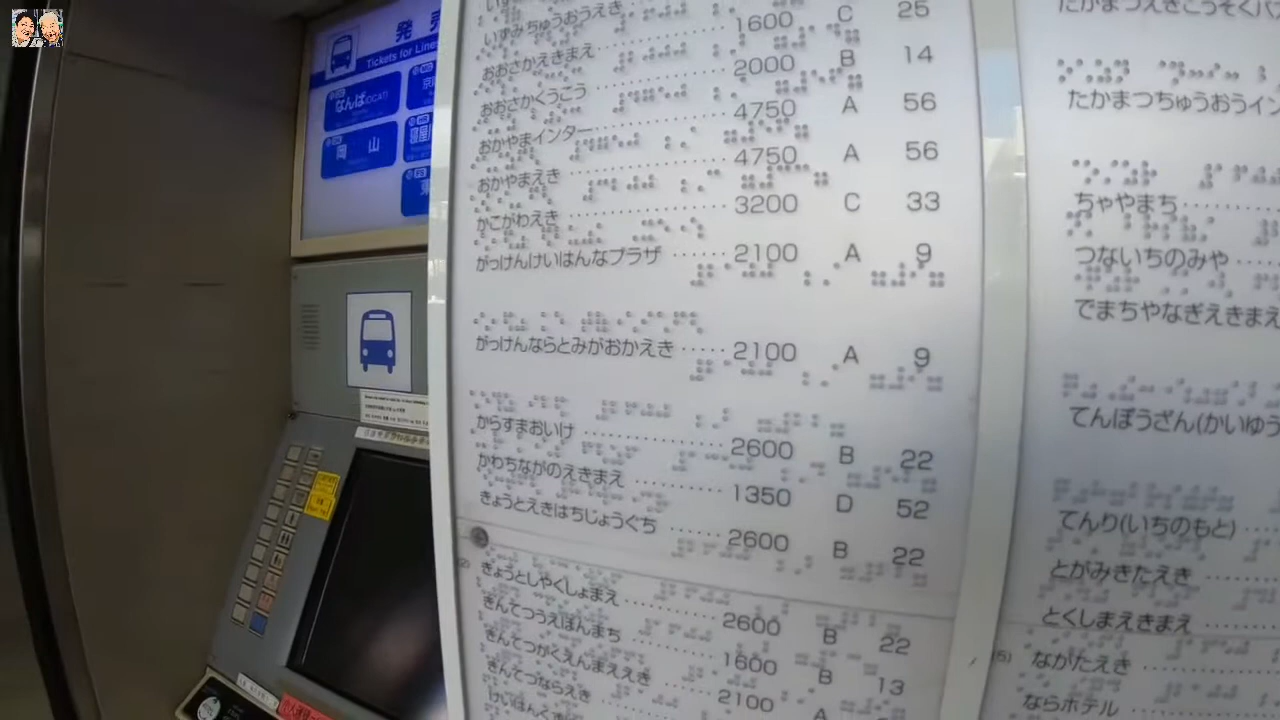 発売
Tickets for Lines
なんば(OCAT)
岡 山
いずみちゅうおうえき 1600 C 25
おおさかえきまえ 2000 B 14
おおさかくうこう 4750 A 56
おかやまインター 4750 A 56
おかやまえき 3200 C 33
かこがわえき
がっけんけいはんなプラザ 2100 A 9
がっけんならとみがおかえき 2100 A 9
からすまおいけ 2600 B 22
かわちながのえきまえ 1350 D 52
きょうとえきはちじょうぐち 2600 B 22
きょうとしやくしょまえ 2600 B 22
きんてつうえほんまち 1600 B 13
きんてつがくえんまええき 2100 A
きんてつならえき
たかまつえきこうそくバ
たかまつちゅうおうイン
ちゃやまち
つないちのみや
でまちやなぎえきまえ
てんぽうざん(かいゆう
てんり(いちのもと)
とがみきたえき
とくしまえきまえ
(6) ながたえき
ならホテル